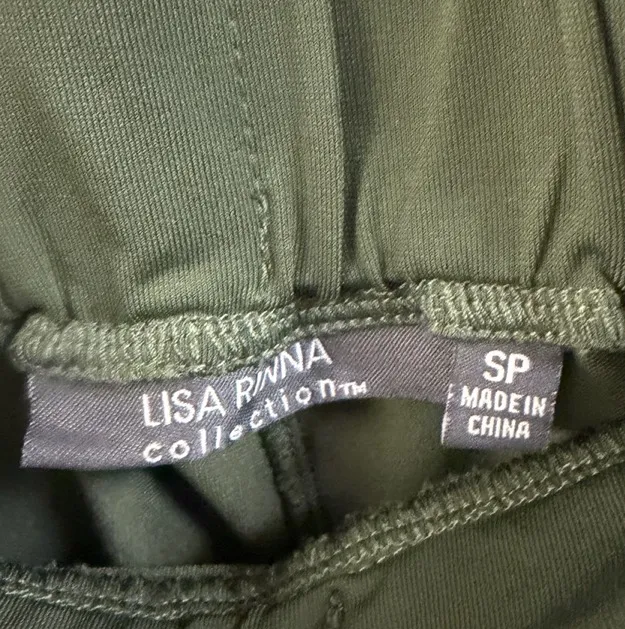 LISA RINNA
collection™
SP
MADE IN
CHINA